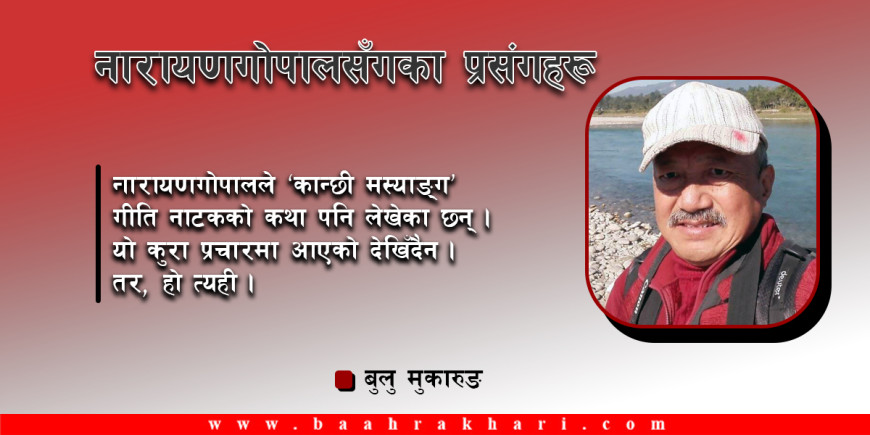 नारायणगोपालसँगका प्रसंगहरू
नारायणगोपालले ‘कान्छी मस्याङ्ग’
गीति नाटकको कथा पनि लेखेका छन् ।
यो कुरा प्रचारमा आएको देखिँदैन ।
तर, हो त्यही ।
बुलु मुकारुङ
www.baahrakhari.com
deuter